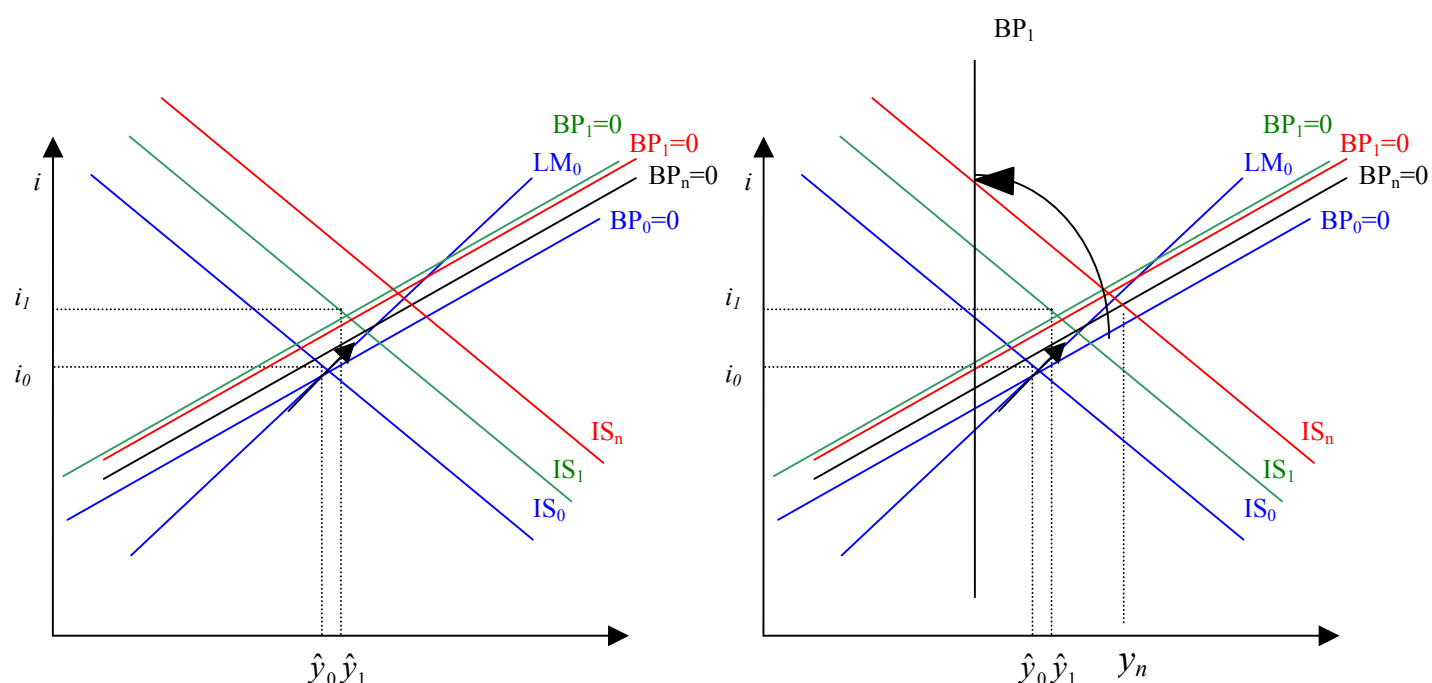 BP₁=0
BP₁=0
LM₀
BPₙ=0
BP₀=0
i
i₁
i₀
ISₙ
IS₁
IS₀
ŷ₀ ŷ₁
BP₁
BP₁=0
BP₁=0
LM₀
BPₙ=0
BP₀=0
i
i₁
i₀
ISₙ
IS₁
IS₀
ŷ₀ ŷ₁ yₙ